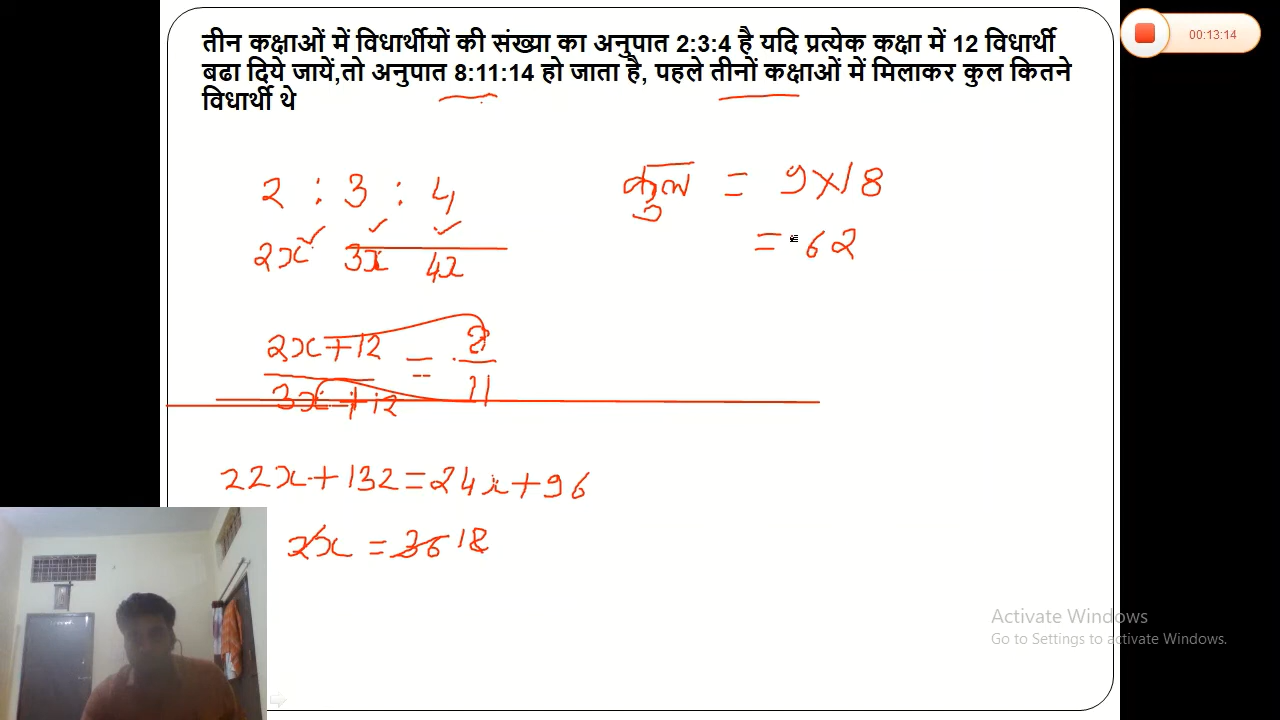 तीन कक्षाओं में विधार्थीयों की संख्या का अनुपात 2:3:4 है यदि प्रत्येक कक्षा में 12 विधार्थी
बढा दिये जायें,तो अनुपात 8:11:14 हो जाता है, पहले तीनों कक्षाओं में मिलाकर कुल कितने
विधार्थी थे
00:13:14
2 : 3 : 4
2x 3x 4x
कुल = 9×18
= 62
2x+12 = 8
3x+12 11
22x+132=24x+96
2x = 36 18
Activate Windows
Go to Settings to activate Windows.